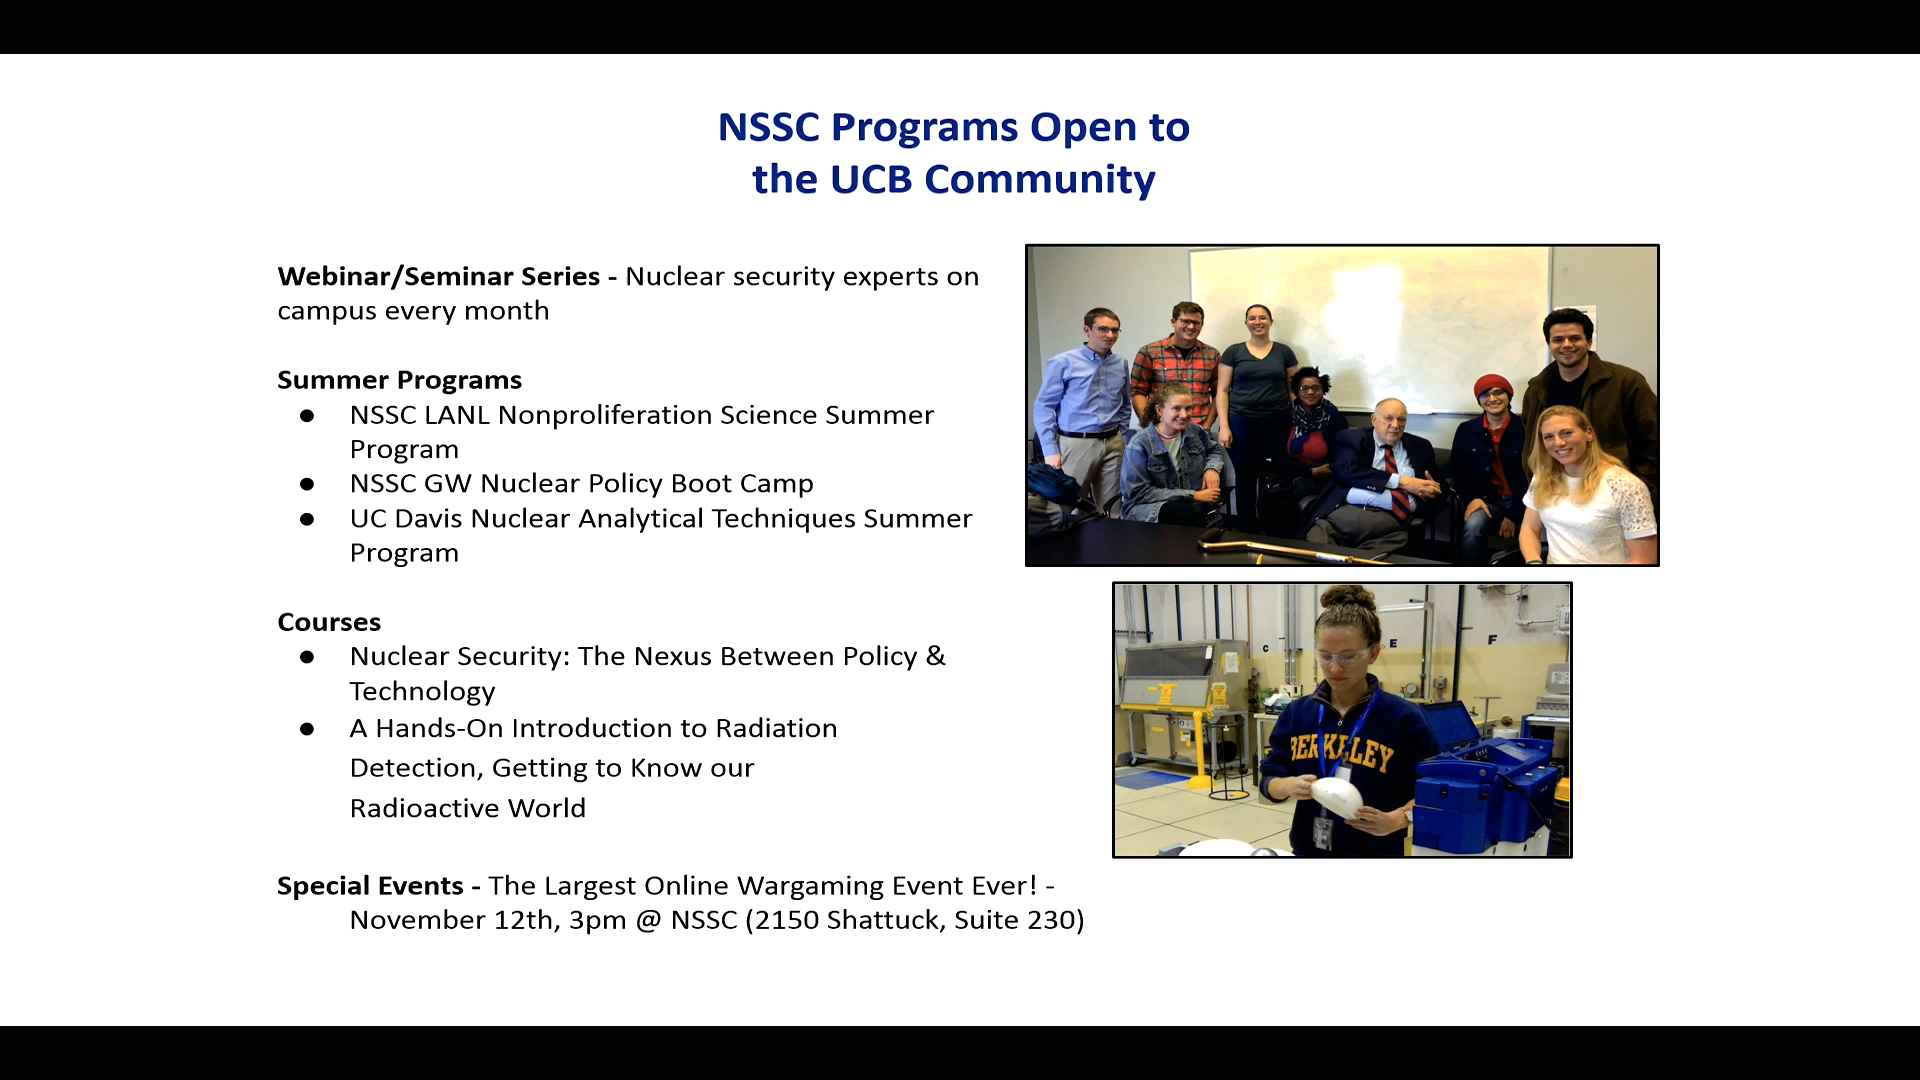 NSSC Programs Open to
the UCB Community
Webinar/Seminar Series - Nuclear security experts on
campus every month
Summer Programs
● NSSC LANL Nonproliferation Science Summer
Program
● NSSC GW Nuclear Policy Boot Camp
● UC Davis Nuclear Analytical Techniques Summer
Program
Courses
● Nuclear Security: The Nexus Between Policy &
Technology
● A Hands-On Introduction to Radiation
Detection, Getting to Know our
Radioactive World
Special Events - The Largest Online Wargaming Event Ever! -
November 12th, 3pm @ NSSC (2150 Shattuck, Suite 230)
C
E
F
BERKELEY